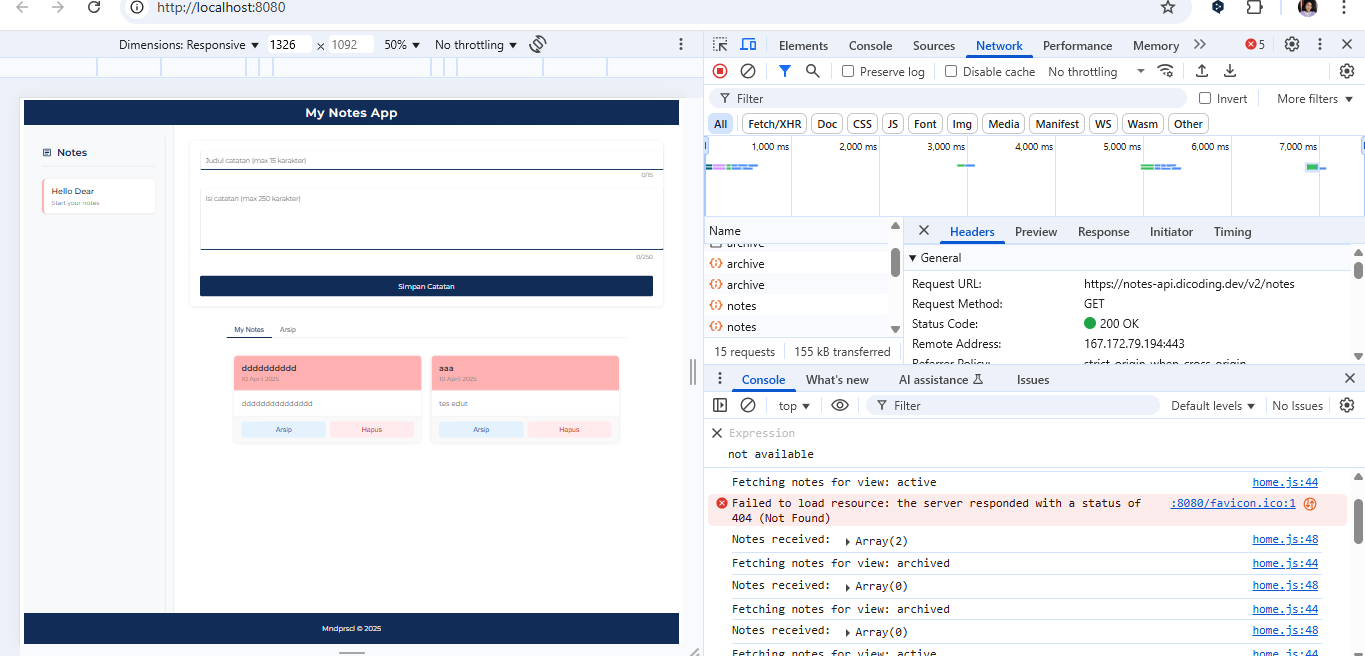 http://localhost:8080
Dimensions: Responsive ▼ 1326 × 1092 50% ▼ No throttling ▼
My Notes App
Notes
Hello Dear
Start your notes
Judul catatan (max 15 karakter)
0/15
Isi catatan (max 250 karakter)
0/250
Simpan Catatan
My Notes Arsip
dddddddddd
10 April 2025
ddddddddddddddd
Arsip Hapus
aaa
10 April 2025
tes edut
Arsip Hapus
Mndprscl © 2025
Elements Console Sources Network Performance Memory 5
Preserve log Disable cache No throttling
Filter Invert More filters ▼
All Fetch/XHR Doc CSS JS Font Img Media Manifest WS Wasm Other
1,000 ms 2,000 ms 3,000 ms 4,000 ms 5,000 ms 6,000 ms 7,000 ms
Name
archive
archive
archive
notes
notes
15 requests 155 kB transferred
Headers Preview Response Initiator Timing
▼ General
Request URL: https://notes-api.dicoding.dev/v2/notes
Request Method: GET
Status Code: 200 OK
Remote Address: 167.172.79.194:443
Referrer Policy: strict-origin-when-cross-origin
Console What's new AI assistance Issues
top ▼ Filter Default levels ▼ No Issues
Expression
not available
Fetching notes for view: active home.js:44
Failed to load resource: the server responded with a status of :8080/favicon.ico:1
404 (Not Found)
Notes received: ▶ Array(2) home.js:48
Fetching notes for view: archived home.js:44
Notes received: ▶ Array(0) home.js:48
Fetching notes for view: archived home.js:44
Notes received: ▶ Array(0) home.js:48
Fetching notes for view: active home.js:44